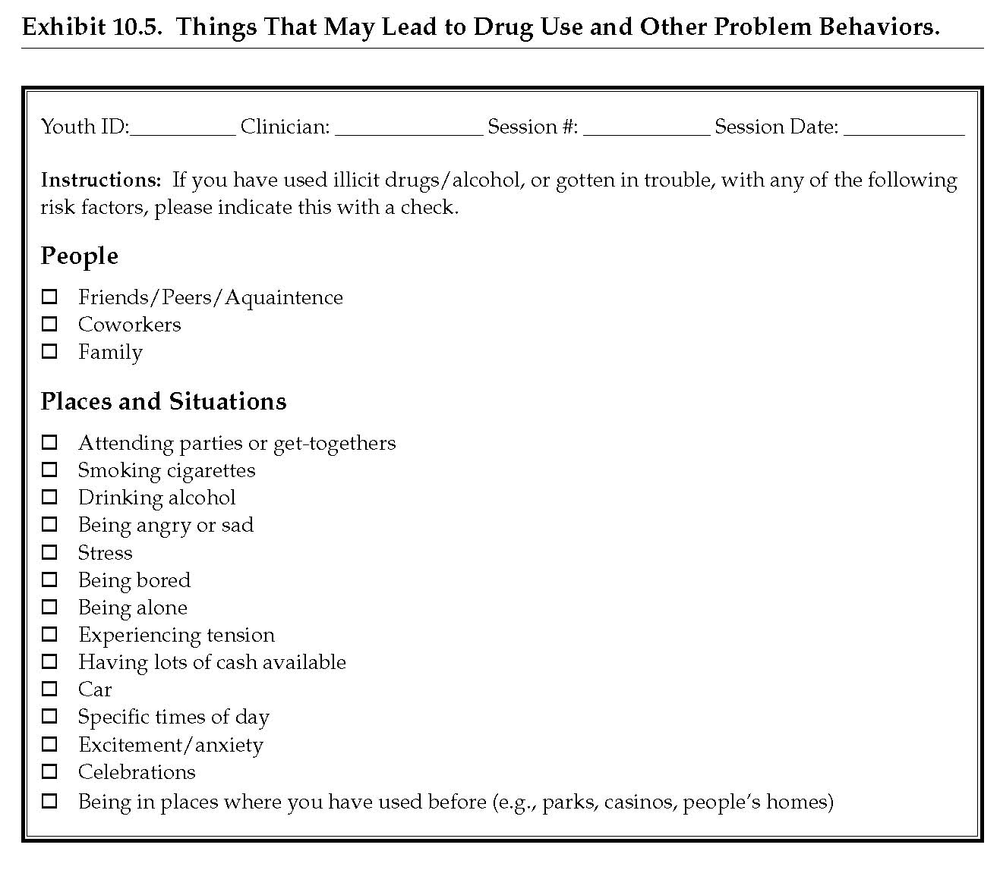 Exhibit 10.5. Things That May Lead to Drug Use and Other Problem Behaviors.
Youth ID:__________ Clinician: ______________ Session #: ____________ Session Date: ___________
Instructions: If you have used illicit drugs/alcohol, or gotten in trouble, with any of the following
risk factors, please indicate this with a check.
People
☐ Friends/Peers/Aquaintence
☐ Coworkers
☐ Family
Places and Situations
☐ Attending parties or get-togethers
☐ Smoking cigarettes
☐ Drinking alcohol
☐ Being angry or sad
☐ Stress
☐ Being bored
☐ Being alone
☐ Experiencing tension
☐ Having lots of cash available
☐ Car
☐ Specific times of day
☐ Excitement/anxiety
☐ Celebrations
☐ Being in places where you have used before (e.g., parks, casinos, people's homes)